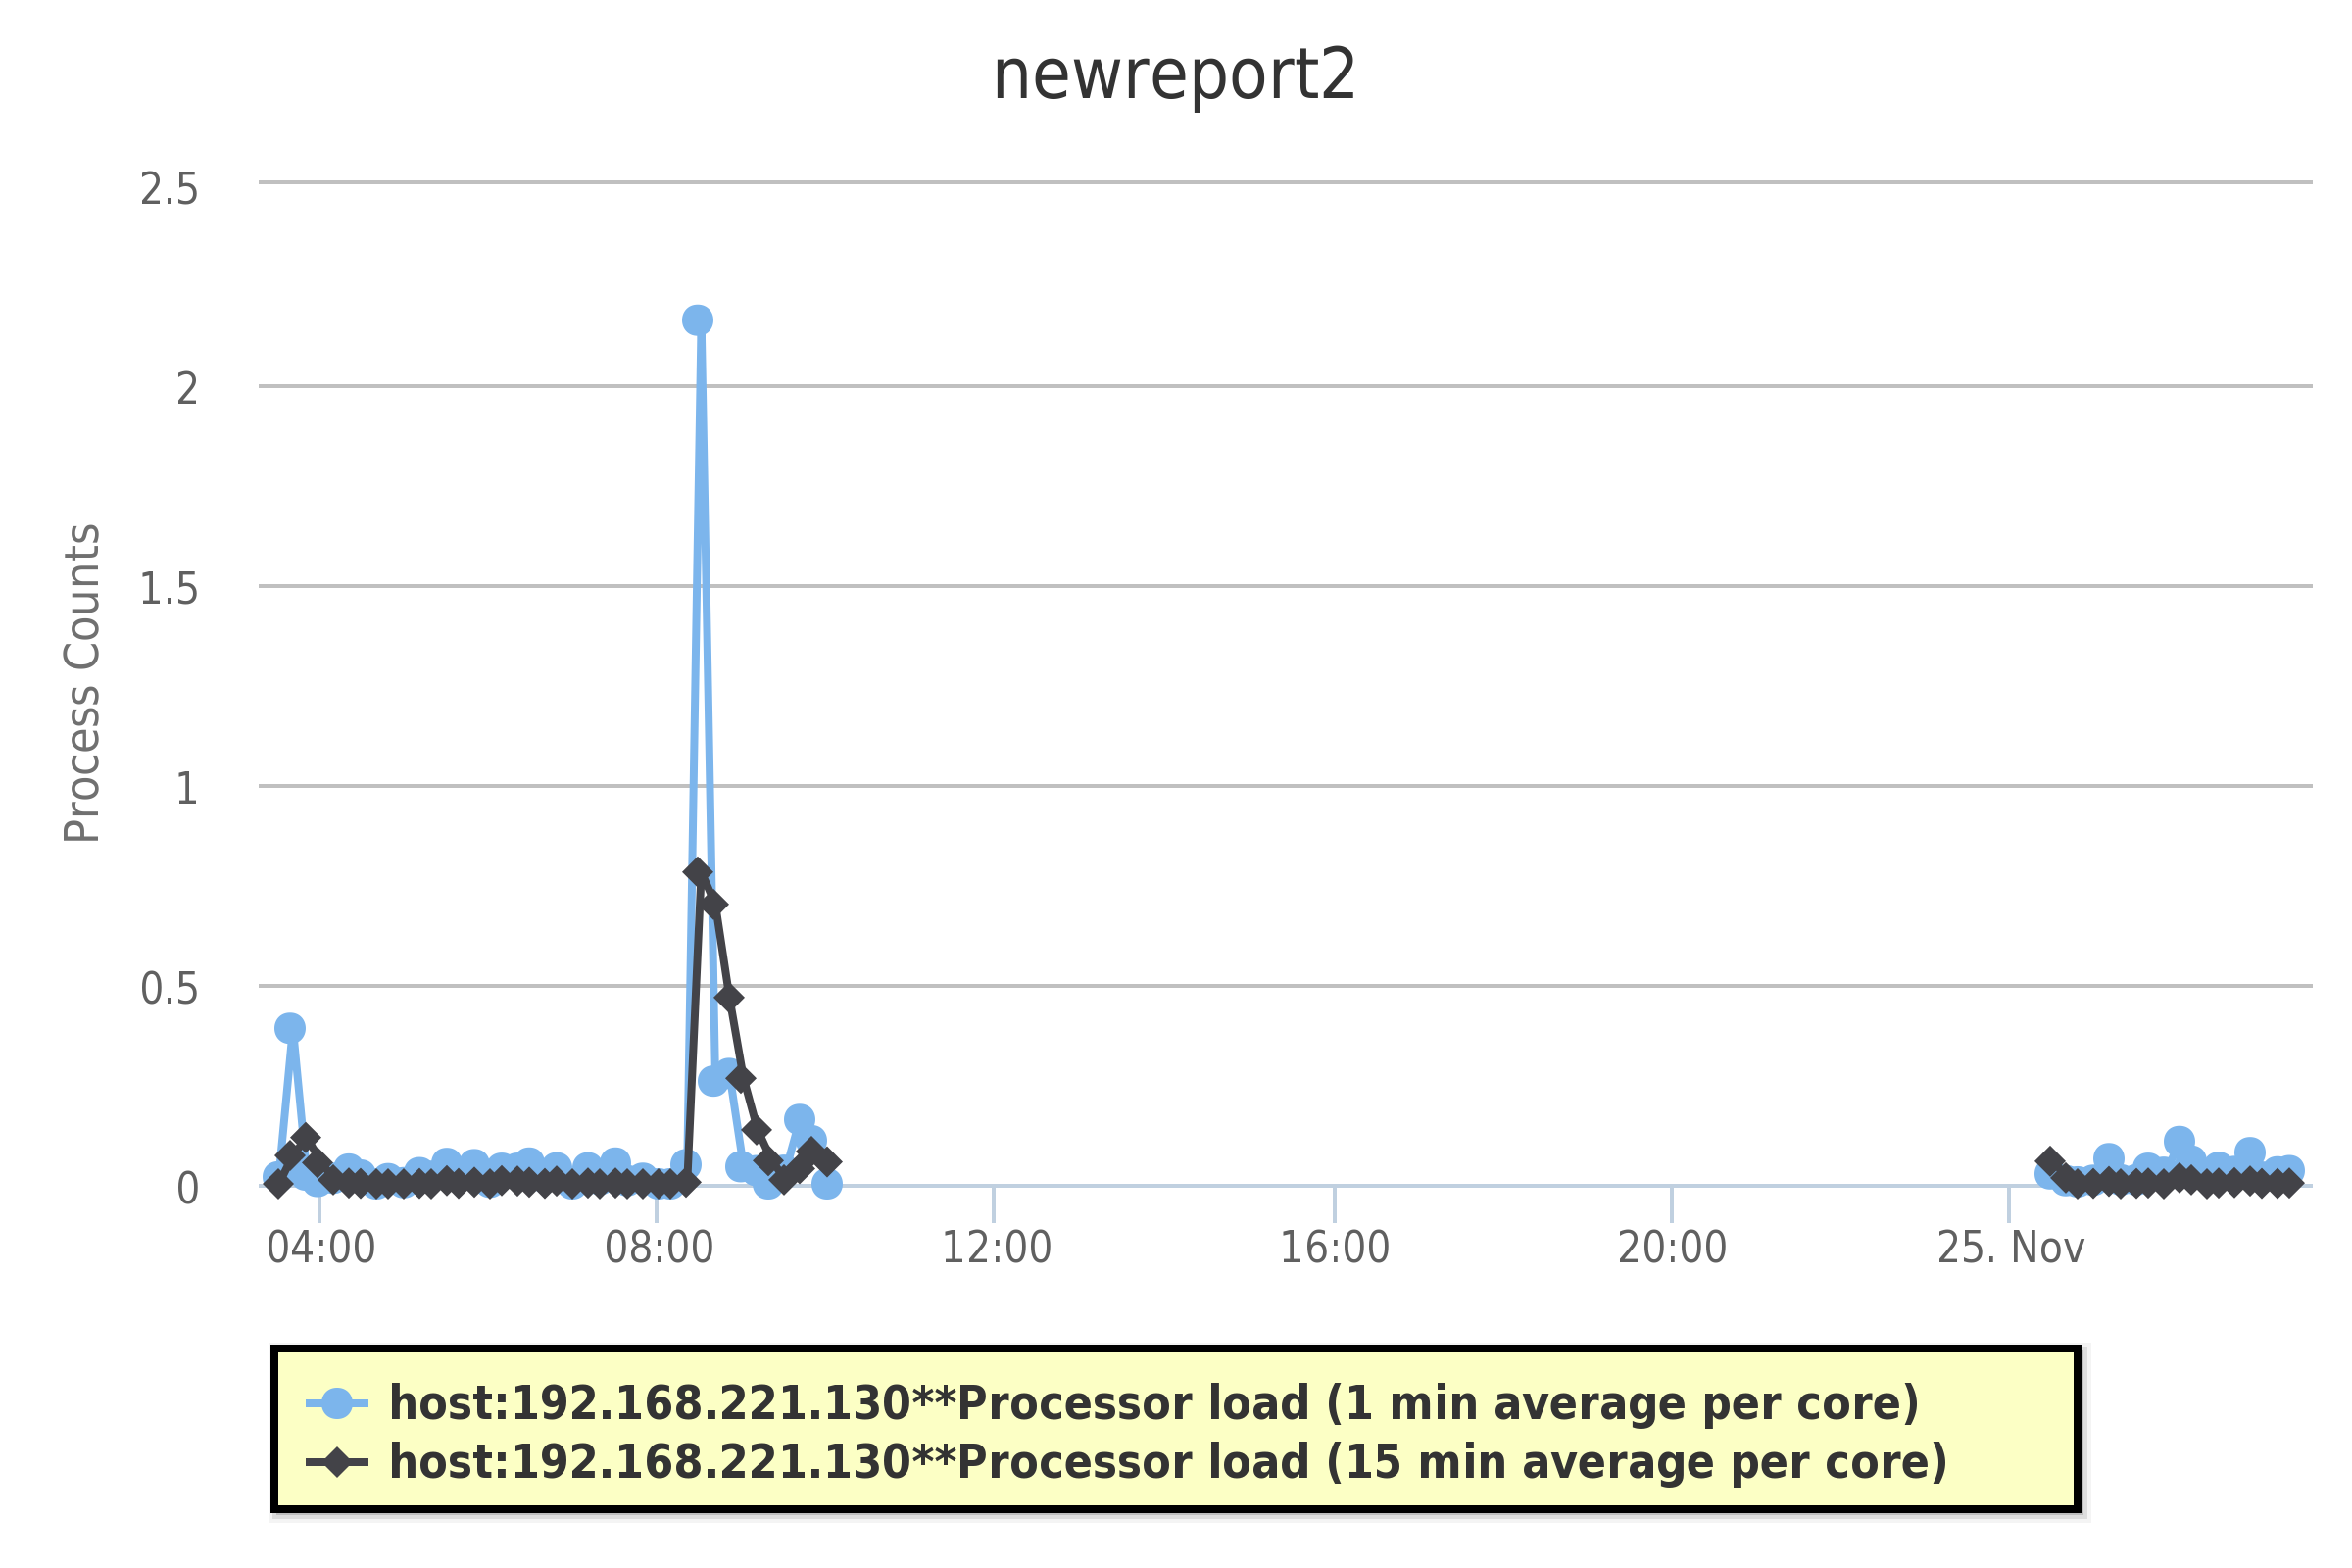 newreport2
2.5
2
1.5
1
0.5
0
Process Counts
04:00
08:00
12:00
16:00
20:00
25. Nov
host:192.168.221.130**Processor load (1 min average per core)
host:192.168.221.130**Processor load (15 min average per core)